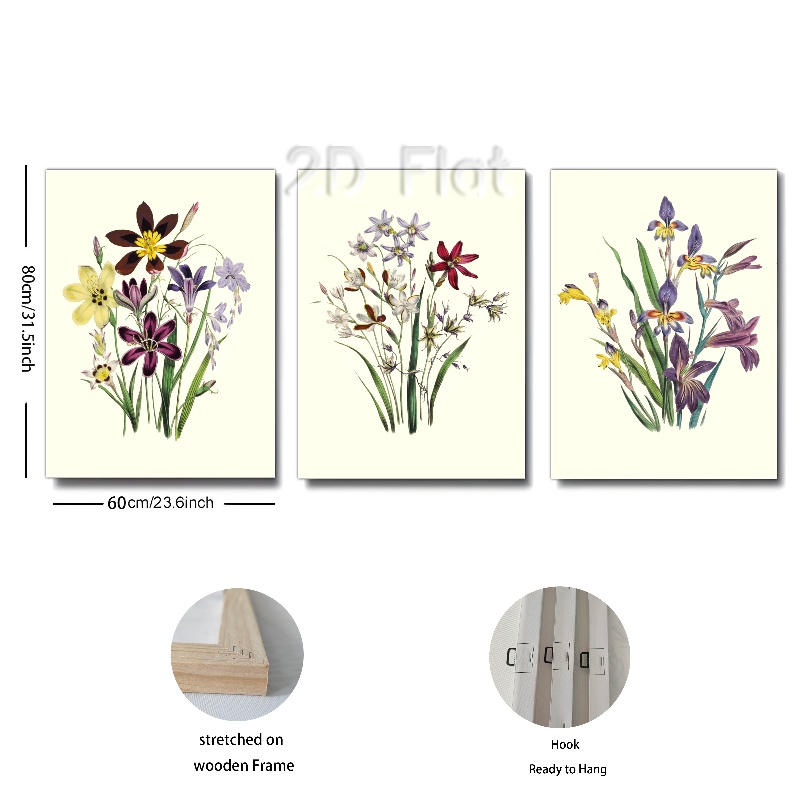 2D Flat
80cm/31.5inch
60cm/23.6inch
stretched on
wooden Frame
Hook
Ready to Hang